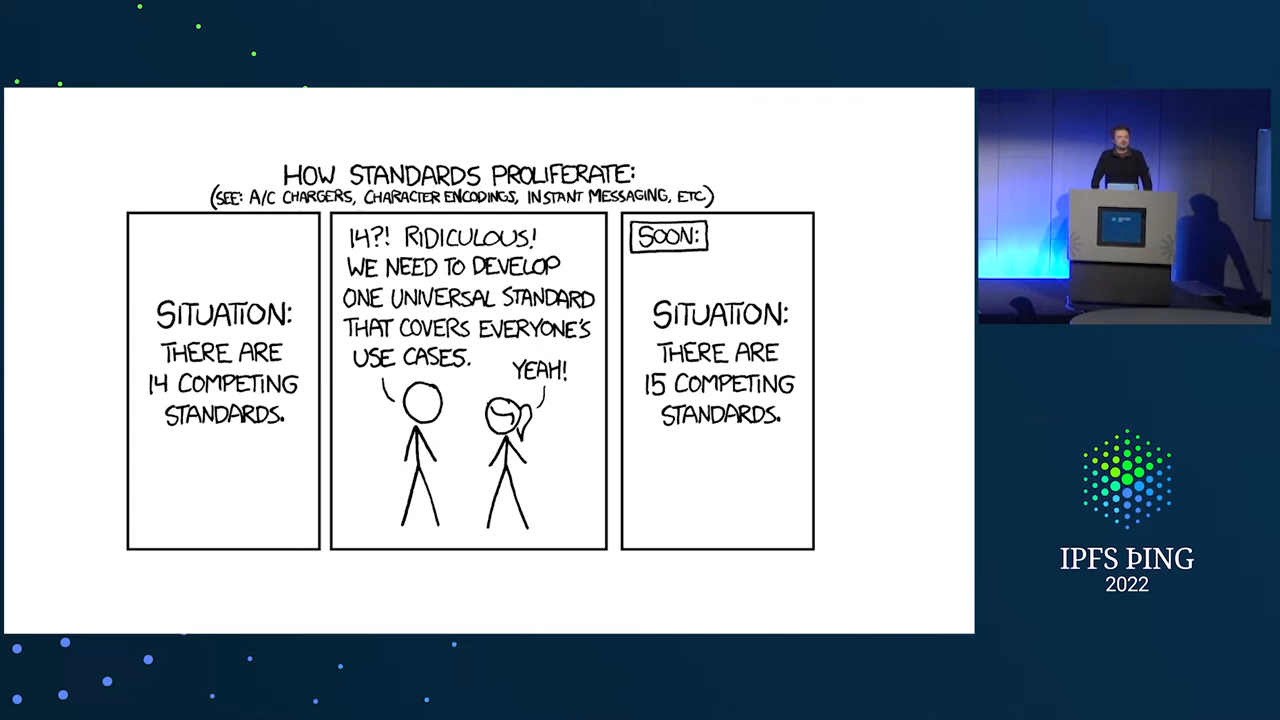 HOW STANDARDS PROLIFERATE:
(SEE: A/C CHARGERS, CHARACTER ENCODINGS, INSTANT MESSAGING, ETC.)
SITUATION:
THERE ARE
14 COMPETING
STANDARDS.
14?! RIDICULOUS!
WE NEED TO DEVELOP
ONE UNIVERSAL STANDARD
THAT COVERS EVERYONE'S
USE CASES.
YEAH!
SOON:
SITUATION:
THERE ARE
15 COMPETING
STANDARDS.
IPFS ÞING
2022